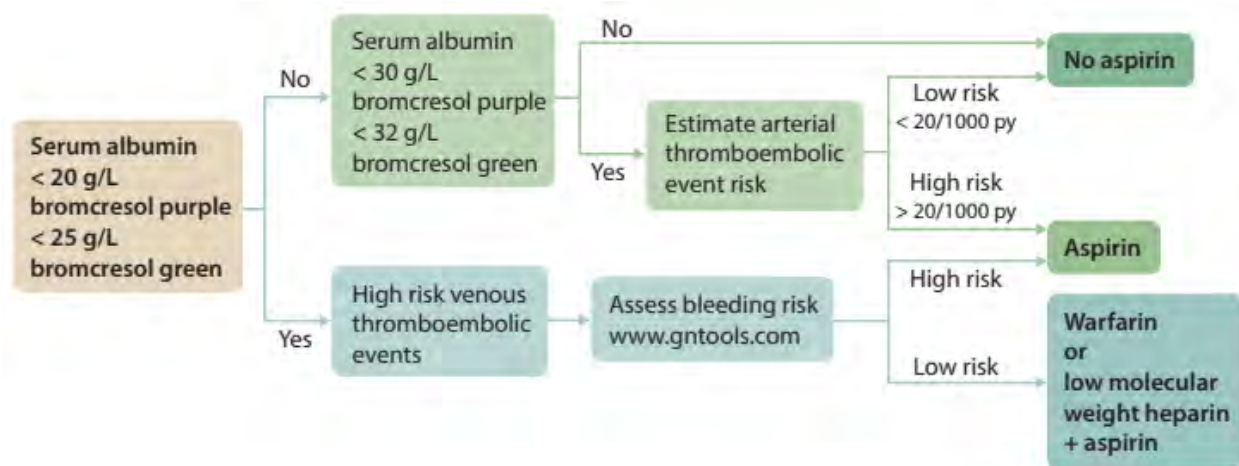 Serum albumin
< 20 g/L
bromcresol purple
< 25 g/L
bromcresol green
No
Yes
Serum albumin
< 30 g/L
bromcresol purple
< 32 g/L
bromcresol green
No
Yes
Estimate arterial
thromboembolic
event risk
Low risk
< 20/1000 py
High risk
> 20/1000 py
No aspirin
Aspirin
High risk venous
thromboembolic
events
Assess bleeding risk
www.gntools.com
High risk
Low risk
Warfarin
or
low molecular
weight heparin
+ aspirin